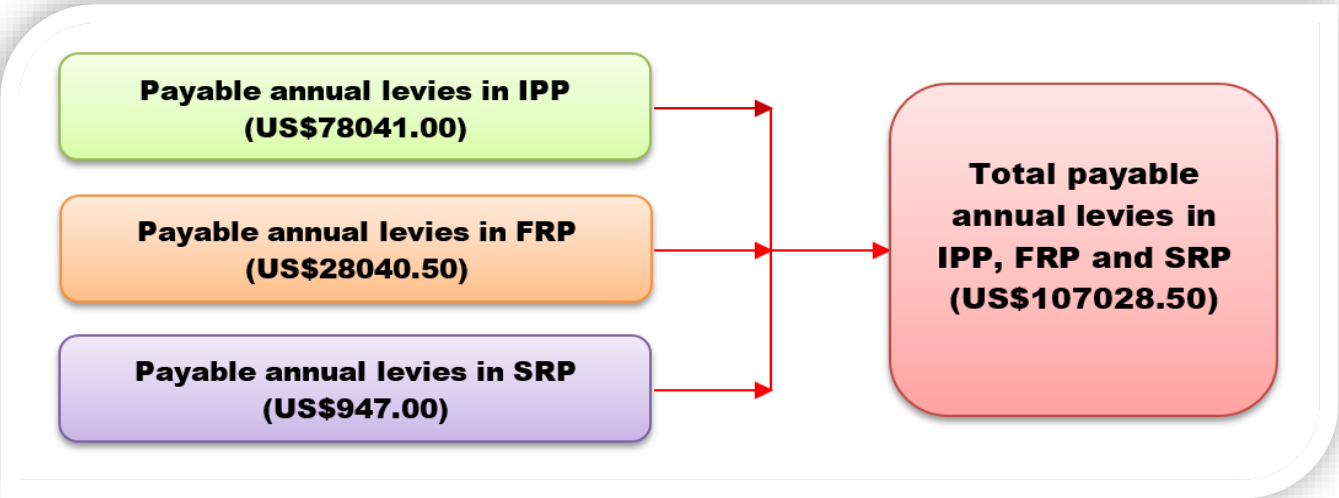 Payable annual levies in IPP
(US$78041.00)
Payable annual levies in FRP
(US$28040.50)
Payable annual levies in SRP
(US$947.00)
Total payable
annual levies in
IPP, FRP and SRP
(US$107028.50)